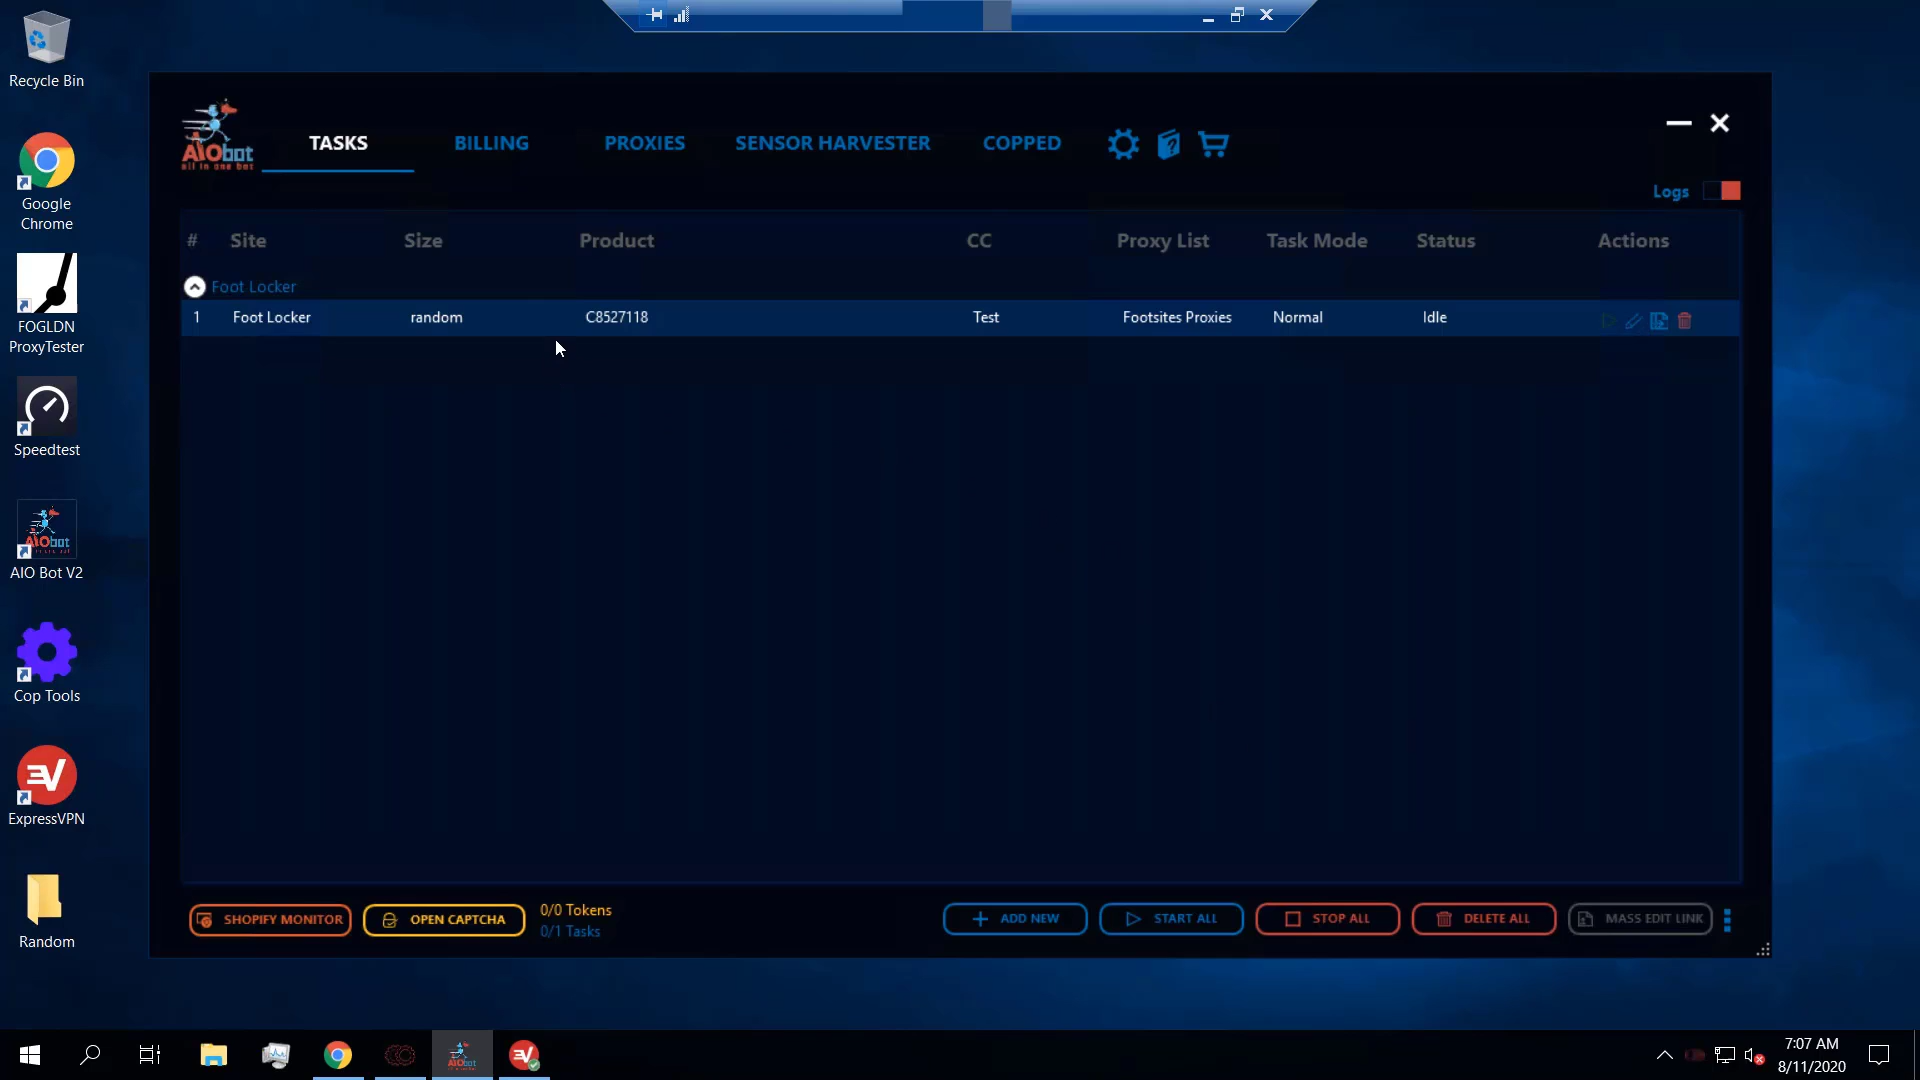 Recycle Bin
Google
Chrome
FOGLDN
ProxyTester
Speedtest
AIObot
AIO Bot V2
Cop Tools
ExpressVPN
Random
AIObot
all in one bot
TASKS
BILLING
PROXIES
SENSOR HARVESTER
COPPED
Logs
# Site Size Product CC Proxy List Task Mode Status Actions
Foot Locker
1 Foot Locker random C8527118 Test Footsites Proxies Normal Idle
SHOPIFY MONITOR
OPEN CAPTCHA
0/0 Tokens
0/1 Tasks
ADD NEW
START ALL
STOP ALL
DELETE ALL
MASS EDIT LINK
AIObot
7:07 AM
8/11/2020